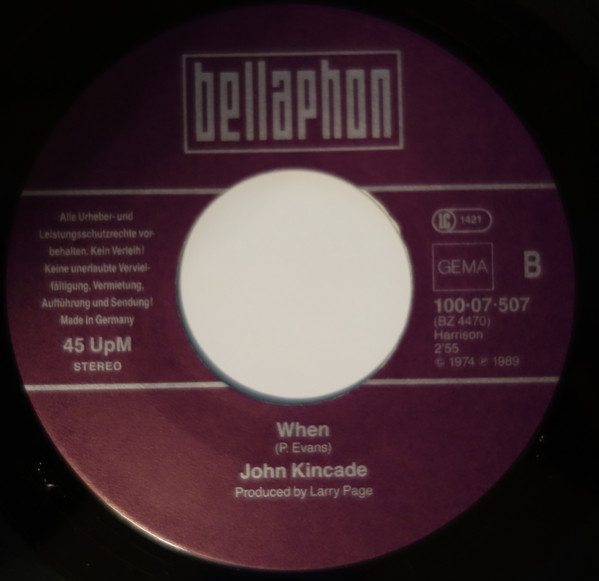 bellaphon
Alle Urheber- und
Leistungsschutzrechte vor-
behalten. Kein Verleih!
Keine unerlaubte Verviel-
fältigung, Vermietung,
Aufführung und Sendung!
Made in Germany
45 UpM
STEREO
LC 1421
GEMA
B
100·07·507
(BZ 4470)
Harrison
2'55
© 1974 ℗ 1989
When
(P. Evans)
John Kincade
Produced by Larry Page